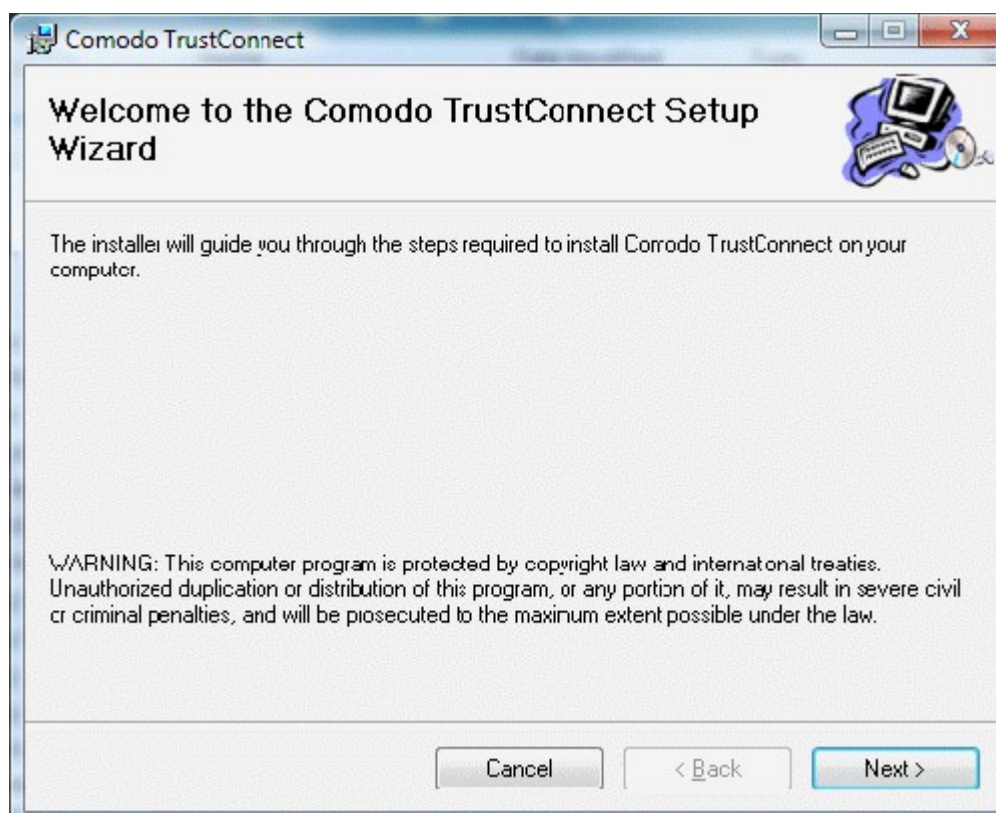 Comodo TrustConnect
Welcome to the Comodo TrustConnect Setup
Wizard
The installer will guide you through the steps required to install Comodo TrustConnect on your
computer.
WARNING: This computer program is protected by copyright law and international treaties.
Unauthorized duplication or distribution of this program, or any portion of it, may result in severe civil
or criminal penalties, and will be prosecuted to the maximum extent possible under the law.
Cancel
< Back
Next >